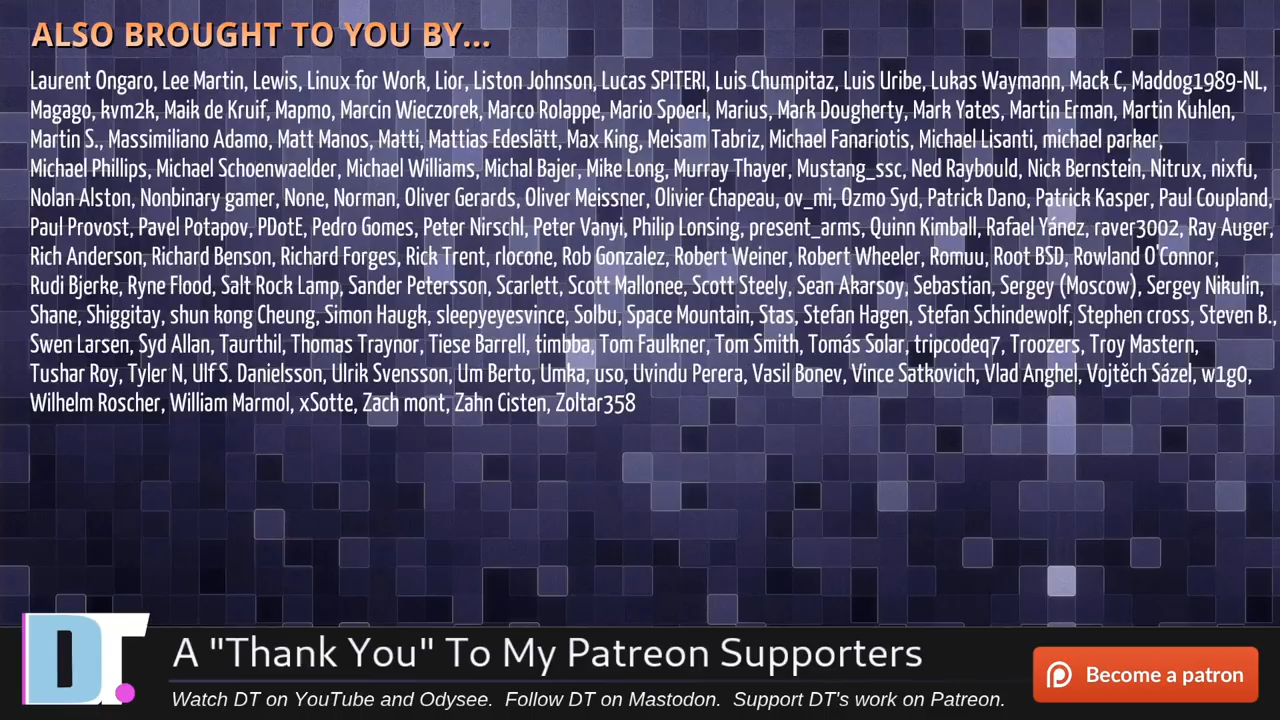 ALSO BROUGHT TO YOU BY...
Laurent Ongaro, Lee Martin, Lewis, Linux for Work, Lior, Liston Johnson, Lucas SPITERI, Luis Chumpitaz, Luis Uribe, Lukas Waymann, Mack C, Maddog1989-NL,
Magago, kvm2k, Maik de Kruif, Mapmo, Marcin Wieczorek, Marco Rolappe, Mario Spoerl, Marius, Mark Dougherty, Mark Yates, Martin Erman, Martin Kuhlen,
Martin S., Massimiliano Adamo, Matt Manos, Matti, Mattias Edeslätt, Max King, Meisam Tabriz, Michael Fanariotis, Michael Lisanti, michael parker,
Michael Phillips, Michael Schoenwaelder, Michael Williams, Michal Bajer, Mike Long, Murray Thayer, Mustang_ssc, Ned Raybould, Nick Bernstein, Nitrux, nixfu,
Nolan Alston, Nonbinary gamer, None, Norman, Oliver Gerards, Oliver Meissner, Olivier Chapeau, ov_mi, Ozmo Syd, Patrick Dano, Patrick Kasper, Paul Coupland,
Paul Provost, Pavel Potapov, PDotE, Pedro Gomes, Peter Nirschl, Peter Vanyi, Philip Lonsing, present_arms, Quinn Kimball, Rafael Yánez, raver3002, Ray Auger,
Rich Anderson, Richard Benson, Richard Forges, Rick Trent, rlocone, Rob Gonzalez, Robert Weiner, Robert Wheeler, Romuu, Root BSD, Rowland O'Connor,
Rudi Bjerke, Ryne Flood, Salt Rock Lamp, Sander Petersson, Scarlett, Scott Mallonee, Scott Steely, Sean Akarsoy, Sebastian, Sergey (Moscow), Sergey Nikulin,
Shane, Shiggitay, shun kong Cheung, Simon Haugk, sleepyeyesvince, Solbu, Space Mountain, Stas, Stefan Hagen, Stefan Schindewolf, Stephen cross, Steven B.,
Swen Larsen, Syd Allan, Taurthil, Thomas Traynor, Tiese Barrell, timbba, Tom Faulkner, Tom Smith, Tomás Solar, tripcodeq7, Troozers, Troy Mastern,
Tushar Roy, Tyler N, Ulf S. Danielsson, Ulrik Svensson, Um Berto, Umka, uso, Uvindu Perera, Vasil Bonev, Vince Satkovich, Vlad Anghel, Vojtěch Sázel, w1g0,
Wilhelm Roscher, William Marmol, xSotte, Zach mont, Zahn Cisten, Zoltar358
DT.
A "Thank You" To My Patreon Supporters
Watch DT on YouTube and Odysee. Follow DT on Mastodon. Support DT's work on Patreon.
Become a patron